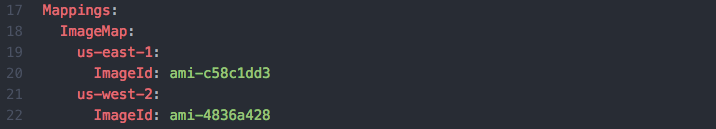 17 Mappings:
18   ImageMap:
19     us-east-1:
20       ImageId: ami-c58c1dd3
21     us-west-2:
22       ImageId: ami-4836a428